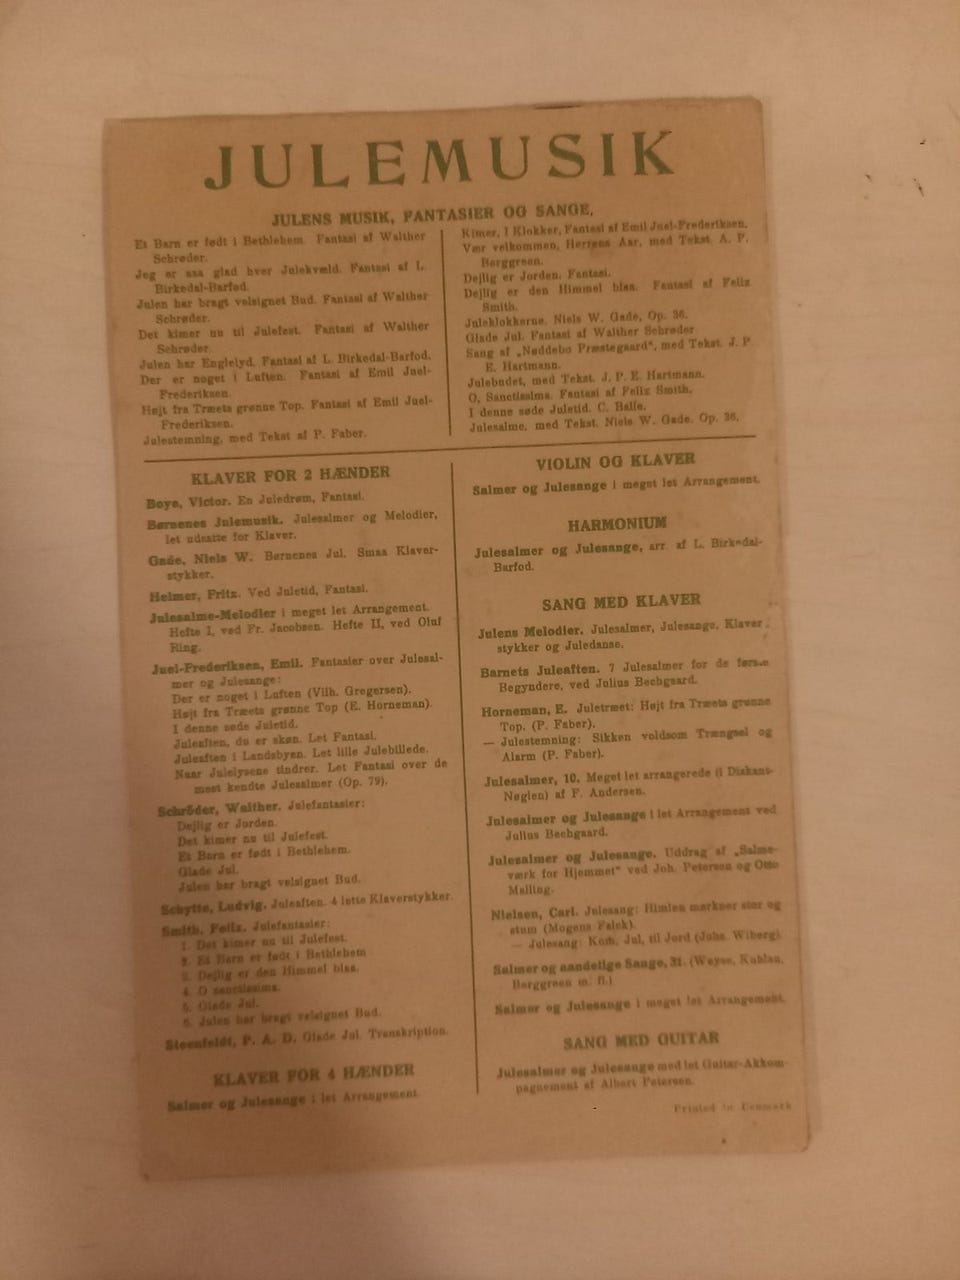 JULEMUSIK
JULENS MUSIK, FANTASIER OG SANGE,
Et Barn er født i Bethlehem. Fantasi af Walther
Schrøder.
Jeg er saa glad hver Julekvæld. Fantasi af L.
Birkedal-Barfod.
Julen har bragt velsignet Bud. Fantasi af Walther
Schrøder.
Det kimer nu til Julefest. Fantasi af Walther
Schrøder.
Julen har Englelyd. Fantasi af L. Birkedal-Barfod.
Der er noget i Luften. Fantasi af Emil Juel-
Frederiksen.
Højt fra Træets grønne Top. Fantasi af Emil Juel-
Frederiksen.
Julestemning, med Tekst af P. Faber.
Kimer, I Klokker, Fantasi af Emil Juel-Frederiksen.
Vær velkommen, Herrens Aar, med Tekst. A. P.
Berggreen.
Dejlig er Jorden. Fantasi.
Dejlig er den Himmel blaa. Fantasi af Felix
Smith.
Juleklokkerne. Niels W. Gade, Op. 36.
Glade Jul. Fantasi af Walther Schrøder
Sang af „Nøddebo Præstegaard“, med Tekst. J. P.
E. Hartmann.
Julebudet, med Tekst. J. P. E. Hartmann.
O, Sanctissima. Fantasi af Felix Smith.
I denne søde Juletid. C. Balle.
Julesalme, med Tekst. Niels W. Gade. Op. 36.
KLAVER FOR 2 HÆNDER
Boye, Victor. En Juledrøm, Fantasi.
Børnenes Julemusik. Julesalmer og Melodier,
let udsatte for Klaver.
Gade, Niels W. Børnenes Jul. Smaa Klaver-
stykker.
Helmer, Fritz. Ved Juletid, Fantasi.
Julesalme-Melodier i meget let Arrangement.
Hefte I, ved Fr. Jacobsen. Hefte II, ved Oluf
Ring.
Juel-Frederiksen, Emil. Fantasier over Julesal-
mer og Julesange:
Der er noget i Luften (Vilh. Gregersen).
Højt fra Træets grønne Top (E. Horneman).
I denne søde Juletid.
Juleaften, du er skøn. Let Fantasi.
Juleaften i Landsbyen. Let lille Julebillede.
Naar Julelysene tindrer. Let Fantasi over de
mest kendte Julesalmer (Op. 79).
Schrøder, Walther. Julefantasier:
Dejlig er Jorden.
Det kimer nu til Julefest.
Et Barn er født i Bethlehem.
Glade Jul.
Julen har bragt velsignet Bud.
Schytte, Ludvig. Juleaften. 4 lette Klaverstykker.
Smith, Felix. Julefantasier:
1. Det kimer nu til Julefest.
2. Et Barn er født i Bethlehem
3. Dejlig er den Himmel blaa.
4. O sanctissima.
5. Glade Jul.
6. Julen har bragt velsignet Bud.
Steenfeldt, P. A. D. Glade Jul. Transkription.
KLAVER FOR 4 HÆNDER
Salmer og Julesange i let Arrangement
VIOLIN OG KLAVER
Salmer og Julesange i meget let Arrangement.
HARMONIUM
Julesalmer og Julesange, arr. af L. Birkedal-
Barfod.
SANG MED KLAVER
Julens Melodier. Julesalmer, Julesange, Klaver
stykker og Juledanse.
Barnets Juleaften. 7 Julesalmer for de første
Begyndere, ved Julius Bechgaard.
Horneman, E. Juletræet: Højt fra Træets grønne
Top. (P. Faber).
— Julestemning: Sikken voldsom Trængsel og
Alarm (P. Faber).
Julesalmer, 10. Meget let arrangerede (i Diskant-
Nøglen) af F. Andersen.
Julesalmer og Julesange i let Arrangement ved
Julius Bechgaard.
Julesalmer og Julesange. Uddrag af „Salme-
værk for Hjemmet“ ved Joh. Petersen og Otto
Malling.
Nielsen, Carl. Julesang: Himlen mørkner stor og
stum (Mogens Falck).
— Julesang: Kom, Jul, til Jord (Johs. Wiberg).
Salmer og aandelige Sange, 31. (Weyse, Kuhlau,
Berggreen m. fl.)
Salmer og Julesange i meget let Arrangement.
SANG MED GUITAR
Julesalmer og Julesange med let Guitar-Akkom-
pagnement af Albert Petersen.
Printed in Denmark